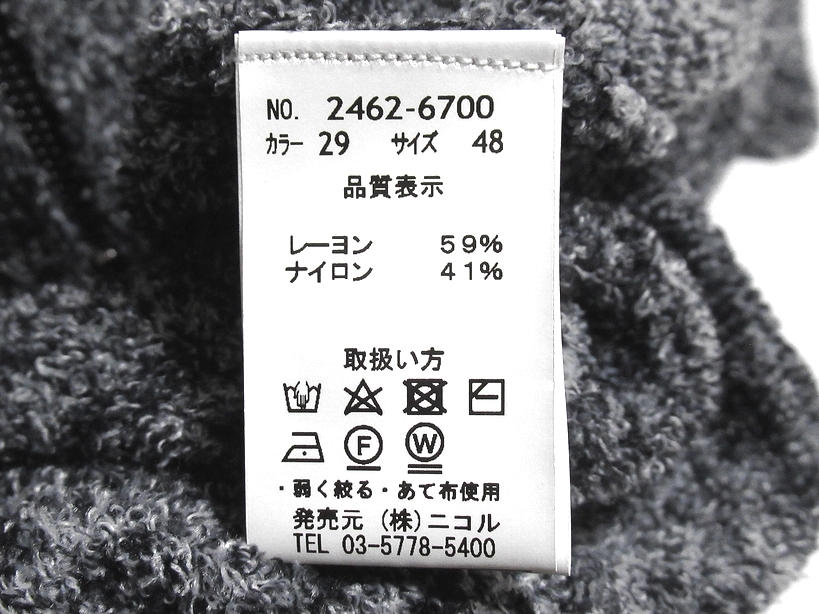 NO. 2462-6700
カラー 29 サイズ 48
品質表示
レーヨン 59%
ナイロン 41%
取扱い方
F W
・弱く絞る・あて布使用
発売元 (株)ニコル
TEL 03-5778-5400